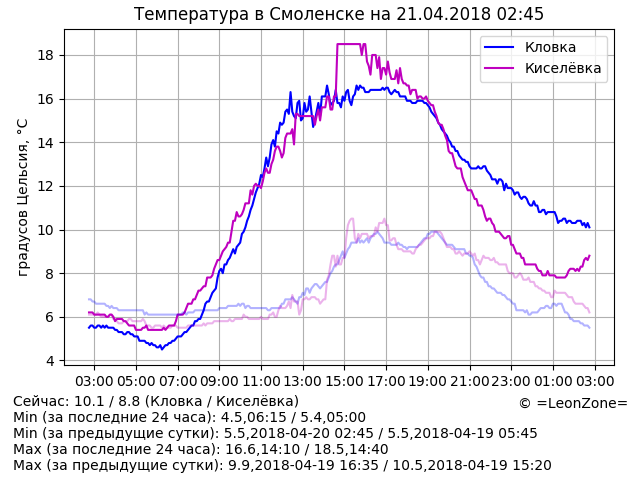 Температура в Смоленске на 21.04.2018 02:45
Кловка
Киселёвка
градусов Цельсия, °C
18
16
14
12
10
8
6
4
03:00 05:00 07:00 09:00 11:00 13:00 15:00 17:00 19:00 21:00 23:00 01:00 03:00
Сейчас: 10.1 / 8.8 (Кловка / Киселёвка)
© =LeonZone=
Min (за последние 24 часа): 4.5,06:15 / 5.4,05:00
Min (за предыдущие сутки): 5.5,2018-04-20 02:45 / 5.5,2018-04-19 05:45
Max (за последние 24 часа): 16.6,14:10 / 18.5,14:40
Max (за предыдущие сутки): 9.9,2018-04-19 16:35 / 10.5,2018-04-19 15:20